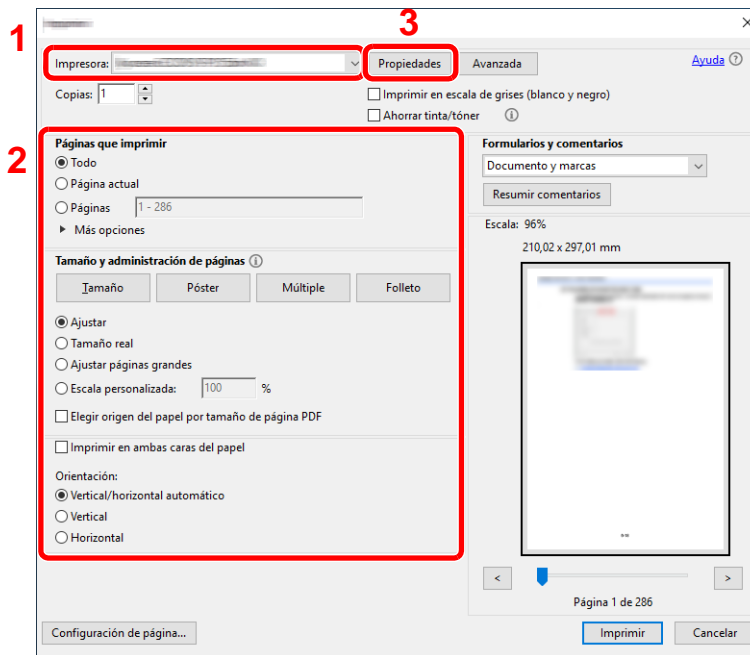 1
3
Impresora:
Propiedades
Avanzada
Ayuda
Copias: 1
Imprimir en escala de grises (blanco y negro)
Ahorrar tinta/tóner
2
Páginas que imprimir
Todo
Página actual
Páginas 1 - 286
Más opciones
Formularios y comentarios
Documento y marcas
Resumir comentarios
Escala: 96%
210,02 x 297,01 mm
Tamaño y administración de páginas
Tamaño Póster Múltiple Folleto
Ajustar
Tamaño real
Ajustar páginas grandes
Escala personalizada: 100 %
Elegir origen del papel por tamaño de página PDF
Imprimir en ambas caras del papel
Orientación:
Vertical/horizontal automático
Vertical
Horizontal
< >
Página 1 de 286
Configuración de página...
Imprimir
Cancelar